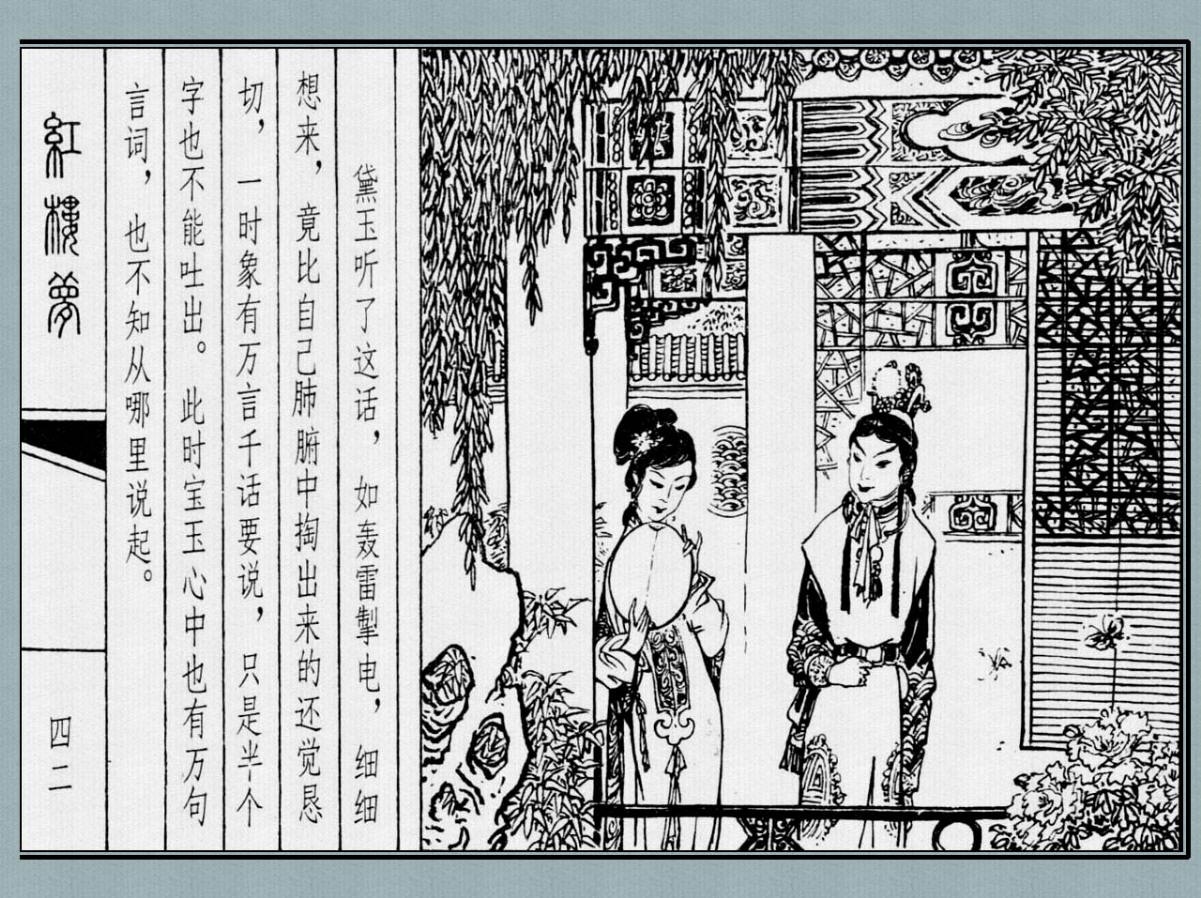 黛玉听了这话，如轰雷掣电，细细
想来，竟比自己肺腑中掏出来的还觉恳
切，一时象有万言千话要说，只是半个
字也不能吐出。此时宝玉心中也有万句
言词，也不知从哪里说起。
紅樓夢
四二